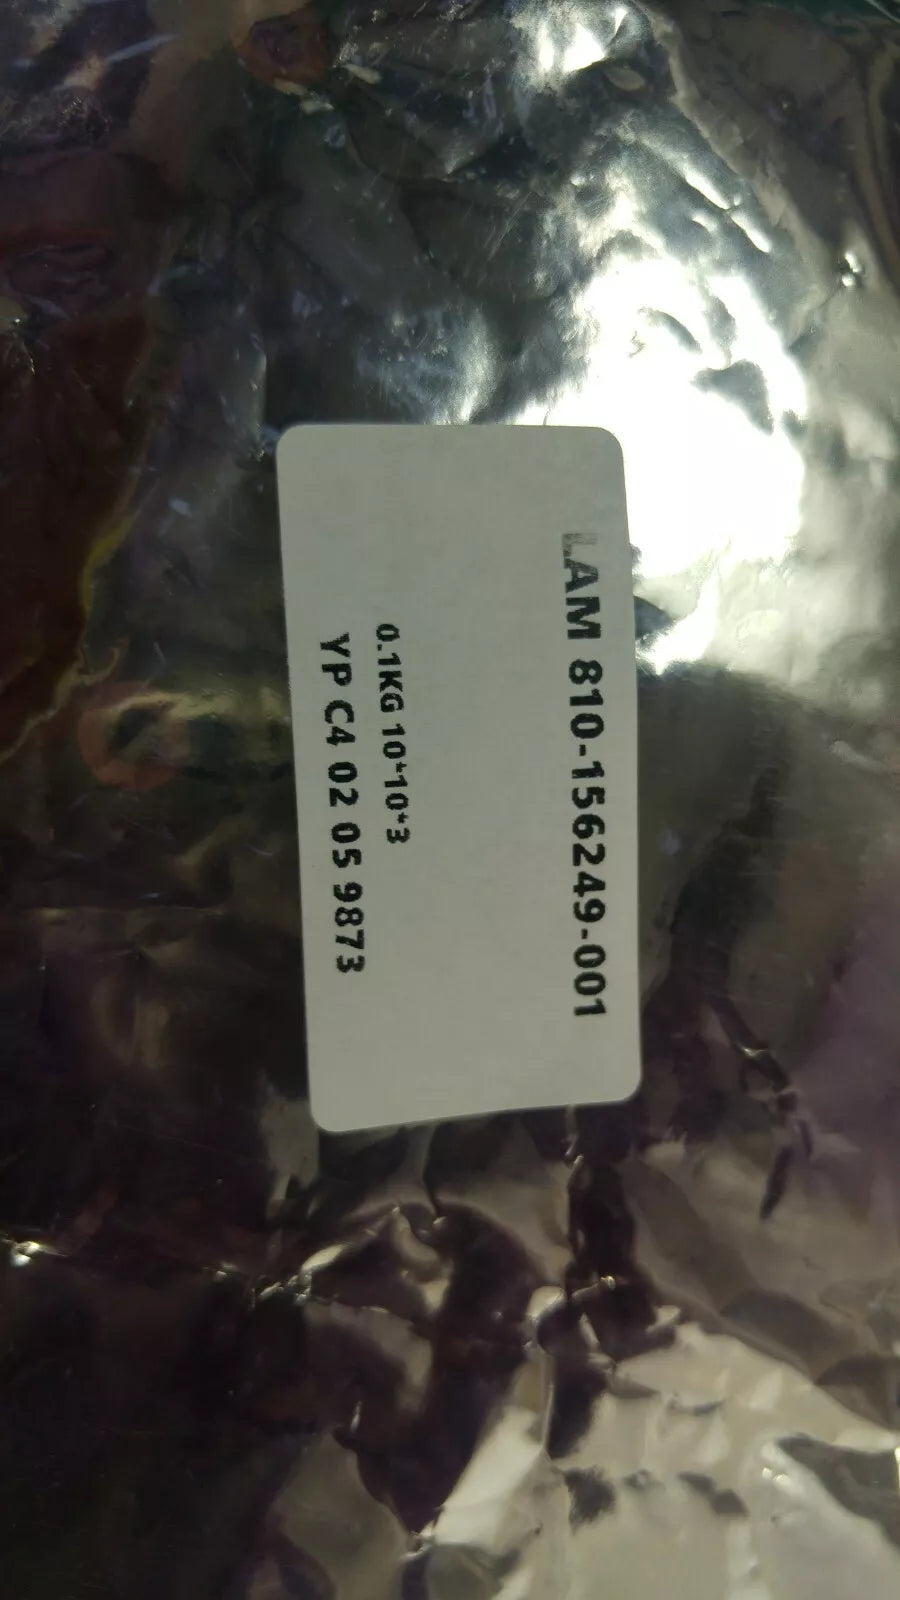 LAM 810-156249-001
0.1KG 10*10*3
YP C4 02 05 9873